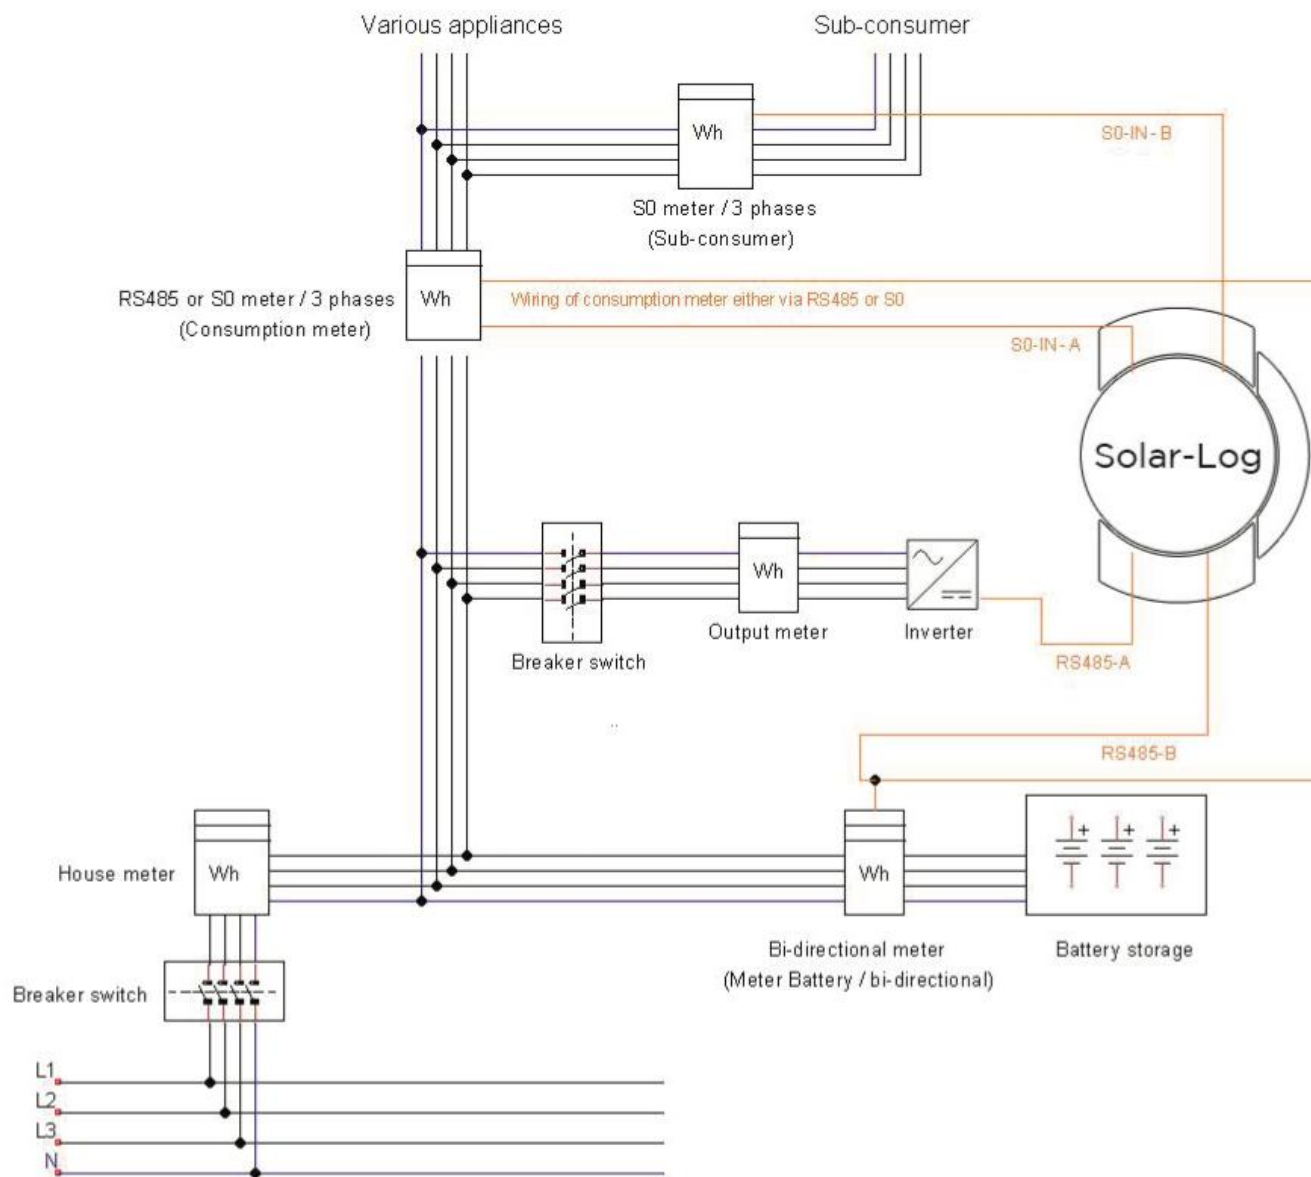 Various appliances
Sub-consumer
Wh
S0-IN-B
S0 meter / 3 phases
(Sub-consumer)
RS485 or S0 meter / 3 phases
(Consumption meter)
Wh
Wiring of consumption meter either via RS485 or S0
S0-IN-A
Solar-Log
Wh
Output meter
Inverter
Breaker switch
RS485-A
RS485-B
House meter
Wh
Wh
+
+
+
Bi-directional meter
(Meter Battery / bi-directional)
Battery storage
Breaker switch
L1
L2
L3
N